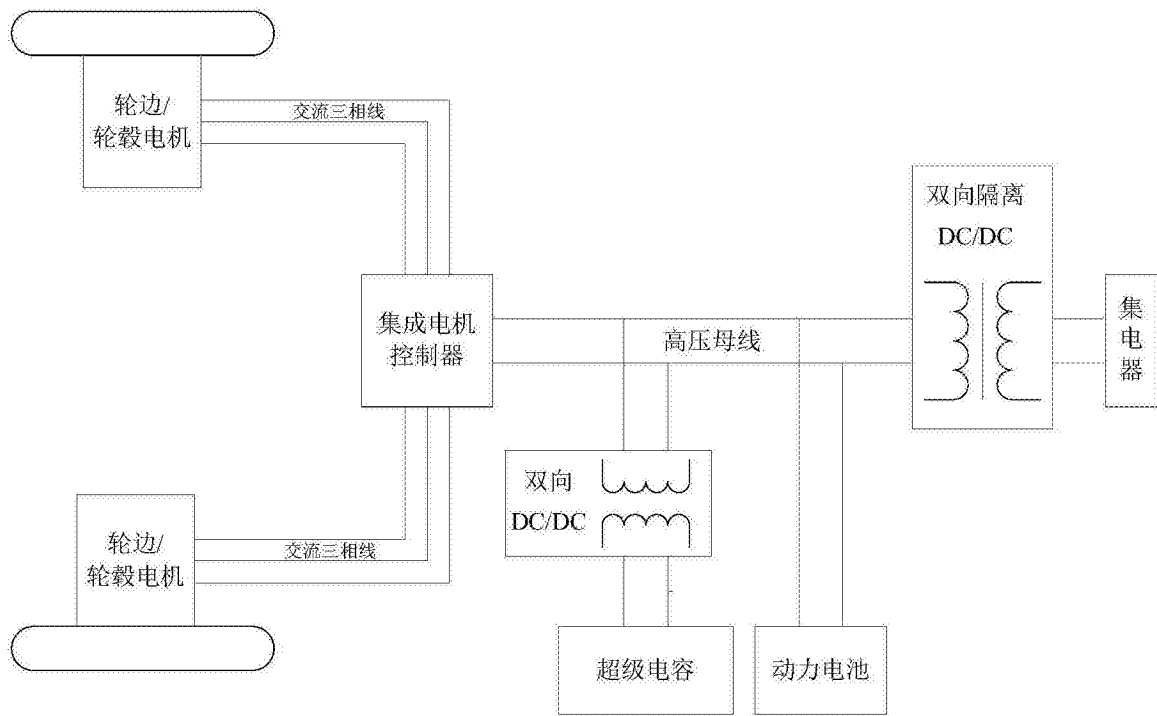 轮边/
轮毂电机
交流三相线
双向隔离
DC/DC
集成电机
控制器
高压母线
集
电
器
双向
DC/DC
轮边/
轮毂电机
交流三相线
超级电容
动力电池